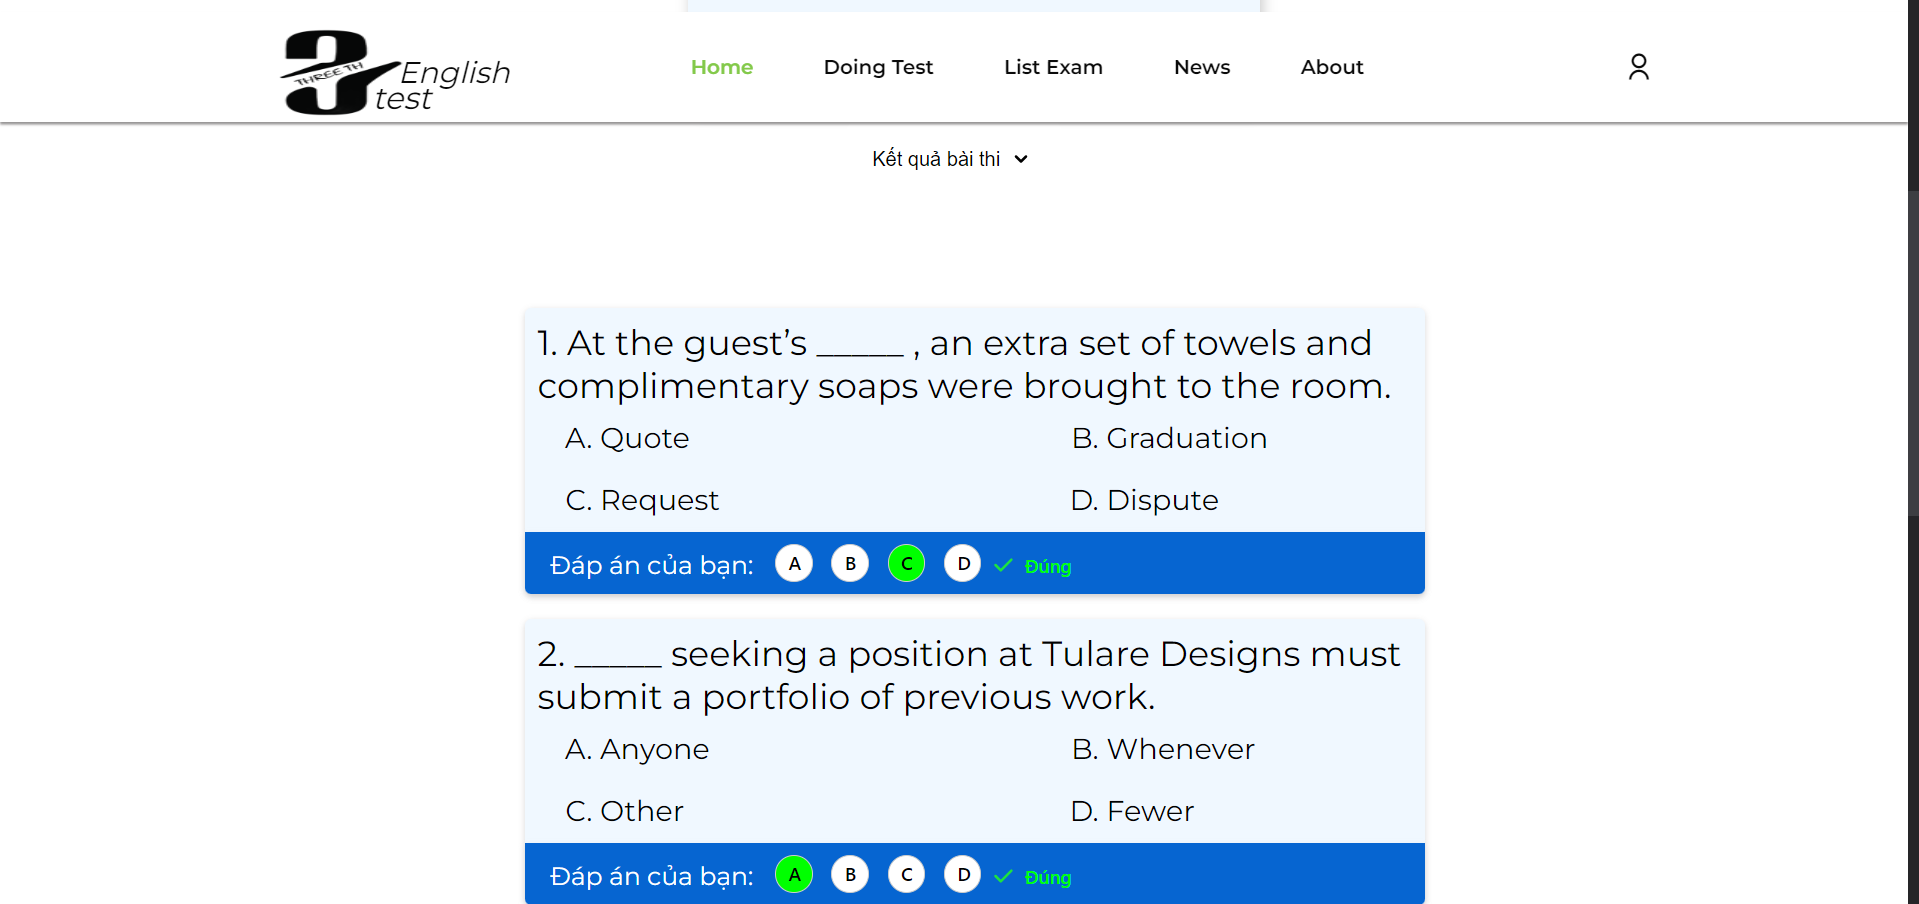 THREE TH
English
test
Home
Doing Test
List Exam
News
About
Kết quả bài thi
1. At the guest’s _____ , an extra set of towels and
complimentary soaps were brought to the room.
A. Quote
B. Graduation
C. Request
D. Dispute
Đáp án của bạn: A B C D Đúng
2. _____ seeking a position at Tulare Designs must
submit a portfolio of previous work.
A. Anyone
B. Whenever
C. Other
D. Fewer
Đáp án của bạn: A B C D Đúng